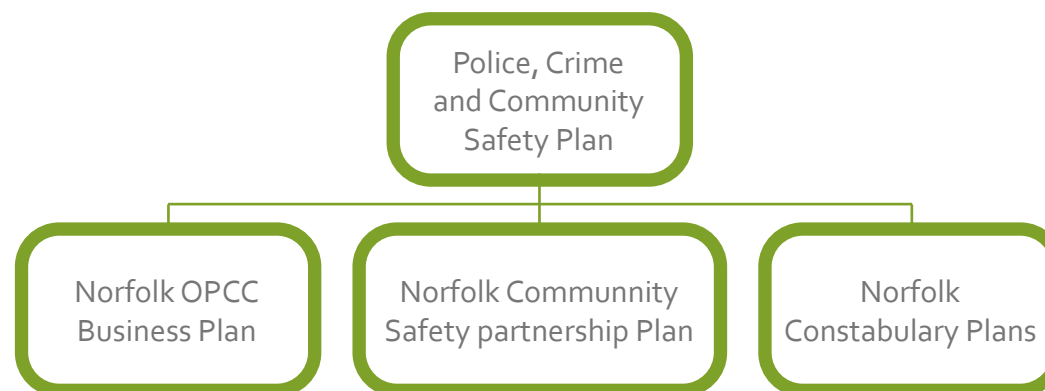 Police, Crime
and Community
Safety Plan
Norfolk OPCC
Business Plan
Norfolk Communnity
Safety partnership Plan
Norfolk
Constabulary Plans